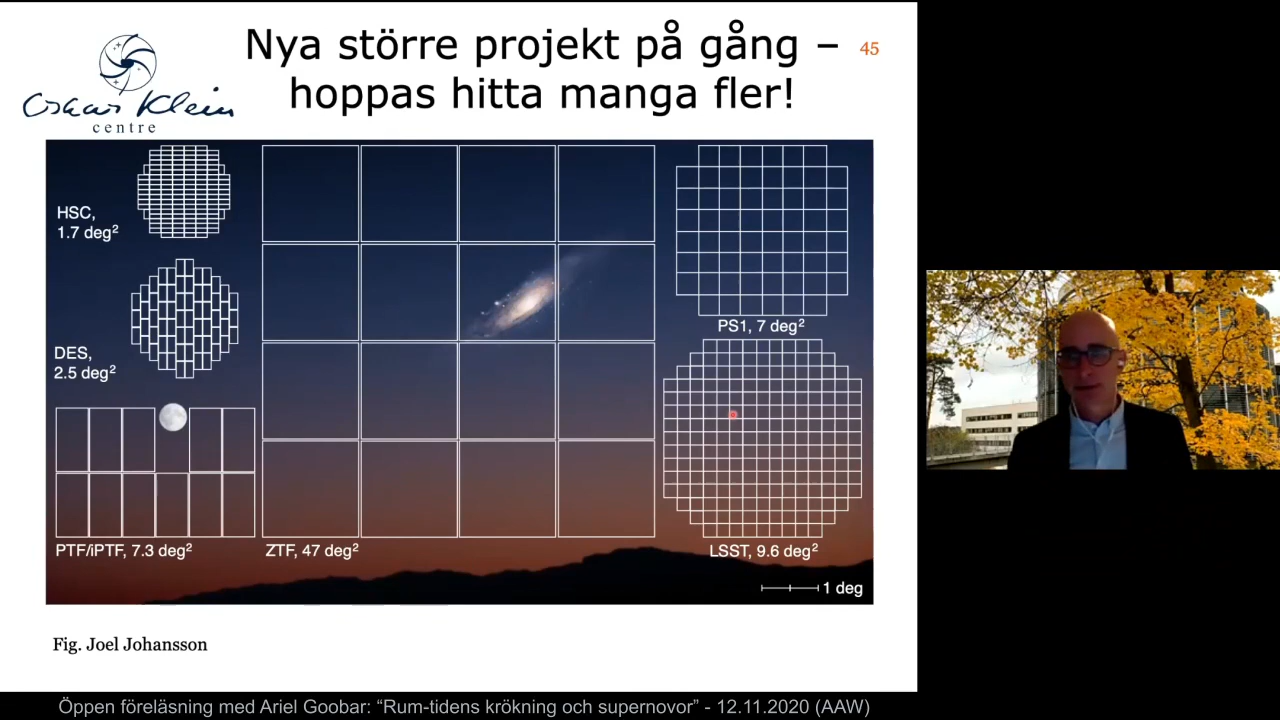 Nya större projekt på gång –
hoppas hitta manga fler!
45
Oskar Klein
centre
HSC,
1.7 deg²
DES,
2.5 deg²
PTF/iPTF, 7.3 deg²
ZTF, 47 deg²
PS1, 7 deg²
LSST, 9.6 deg²
1 deg
Fig. Joel Johansson
Öppen föreläsning med Ariel Goobar: “Rum-tidens krökning och supernovor” - 12.11.2020 (AAW)